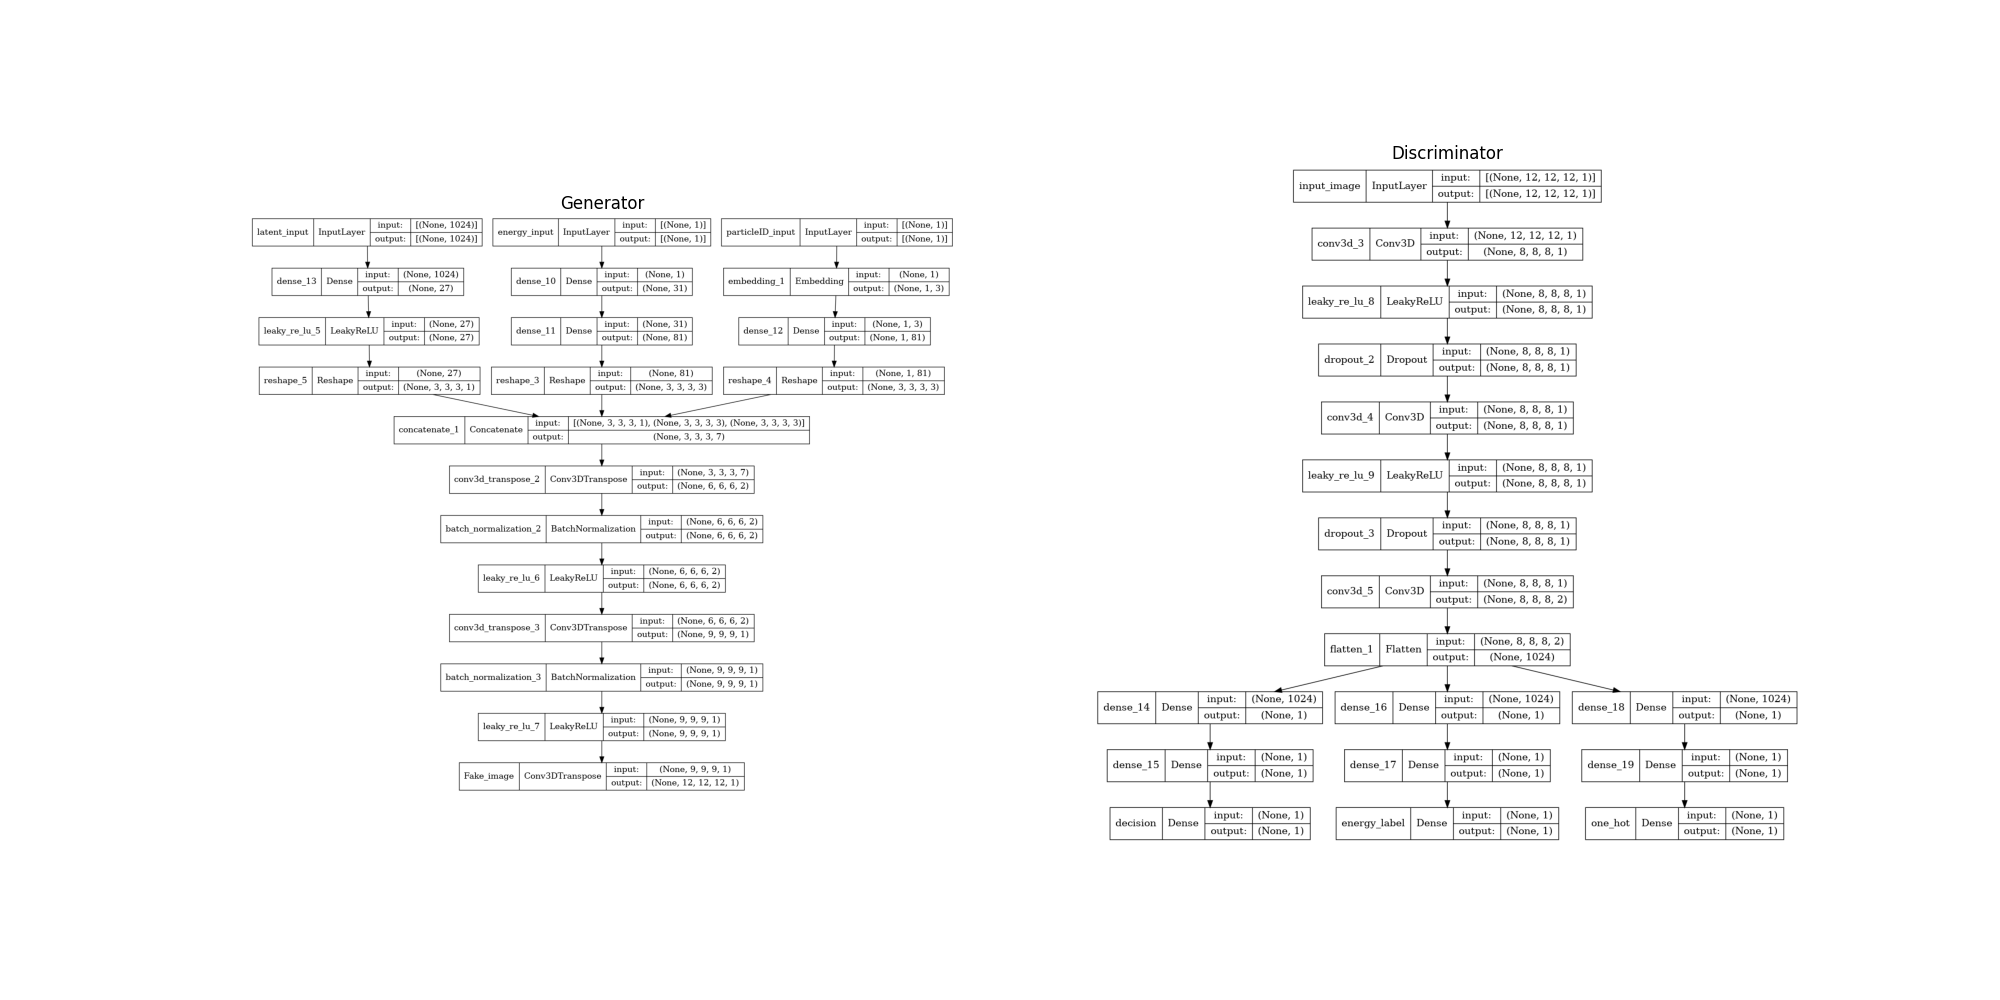 Generator
latent_input InputLayer input: [(None, 1024)]
output: [(None, 1024)]
energy_input InputLayer input: [(None, 1)]
output: [(None, 1)]
particleID_input InputLayer input: [(None, 1)]
output: [(None, 1)]
dense_13 Dense input: (None, 1024)
output: (None, 27)
dense_10 Dense input: (None, 1)
output: (None, 31)
embedding_1 Embedding input: (None, 1)
output: (None, 1, 3)
leaky_re_lu_5 LeakyReLU input: (None, 27)
output: (None, 27)
dense_11 Dense input: (None, 31)
output: (None, 81)
dense_12 Dense input: (None, 1, 3)
output: (None, 1, 81)
reshape_5 Reshape input: (None, 27)
output: (None, 3, 3, 3, 1)
reshape_3 Reshape input: (None, 81)
output: (None, 3, 3, 3, 3)
reshape_4 Reshape input: (None, 1, 81)
output: (None, 3, 3, 3, 3)
concatenate_1 Concatenate input: [(None, 3, 3, 3, 1), (None, 3, 3, 3, 3), (None, 3, 3, 3, 3)]
output: (None, 3, 3, 3, 7)
conv3d_transpose_2 Conv3DTranspose input: (None, 3, 3, 3, 7)
output: (None, 6, 6, 6, 2)
batch_normalization_2 BatchNormalization input: (None, 6, 6, 6, 2)
output: (None, 6, 6, 6, 2)
leaky_re_lu_6 LeakyReLU input: (None, 6, 6, 6, 2)
output: (None, 6, 6, 6, 2)
conv3d_transpose_3 Conv3DTranspose input: (None, 6, 6, 6, 2)
output: (None, 9, 9, 9, 1)
batch_normalization_3 BatchNormalization input: (None, 9, 9, 9, 1)
output: (None, 9, 9, 9, 1)
leaky_re_lu_7 LeakyReLU input: (None, 9, 9, 9, 1)
output: (None, 9, 9, 9, 1)
Fake_image Conv3DTranspose input: (None, 9, 9, 9, 1)
output: (None, 12, 12, 12, 1)
Discriminator
input_image InputLayer input: [(None, 12, 12, 12, 1)]
output: [(None, 12, 12, 12, 1)]
conv3d_3 Conv3D input: (None, 12, 12, 12, 1)
output: (None, 8, 8, 8, 1)
leaky_re_lu_8 LeakyReLU input: (None, 8, 8, 8, 1)
output: (None, 8, 8, 8, 1)
dropout_2 Dropout input: (None, 8, 8, 8, 1)
output: (None, 8, 8, 8, 1)
conv3d_4 Conv3D input: (None, 8, 8, 8, 1)
output: (None, 8, 8, 8, 1)
leaky_re_lu_9 LeakyReLU input: (None, 8, 8, 8, 1)
output: (None, 8, 8, 8, 1)
dropout_3 Dropout input: (None, 8, 8, 8, 1)
output: (None, 8, 8, 8, 1)
conv3d_5 Conv3D input: (None, 8, 8, 8, 1)
output: (None, 8, 8, 8, 2)
flatten_1 Flatten input: (None, 8, 8, 8, 2)
output: (None, 1024)
dense_14 Dense input: (None, 1024)
output: (None, 1)
dense_16 Dense input: (None, 1024)
output: (None, 1)
dense_18 Dense input: (None, 1024)
output: (None, 1)
dense_15 Dense input: (None, 1)
output: (None, 1)
dense_17 Dense input: (None, 1)
output: (None, 1)
dense_19 Dense input: (None, 1)
output: (None, 1)
decision Dense input: (None, 1)
output: (None, 1)
energy_label Dense input: (None, 1)
output: (None, 1)
one_hot Dense input: (None, 1)
output: (None, 1)